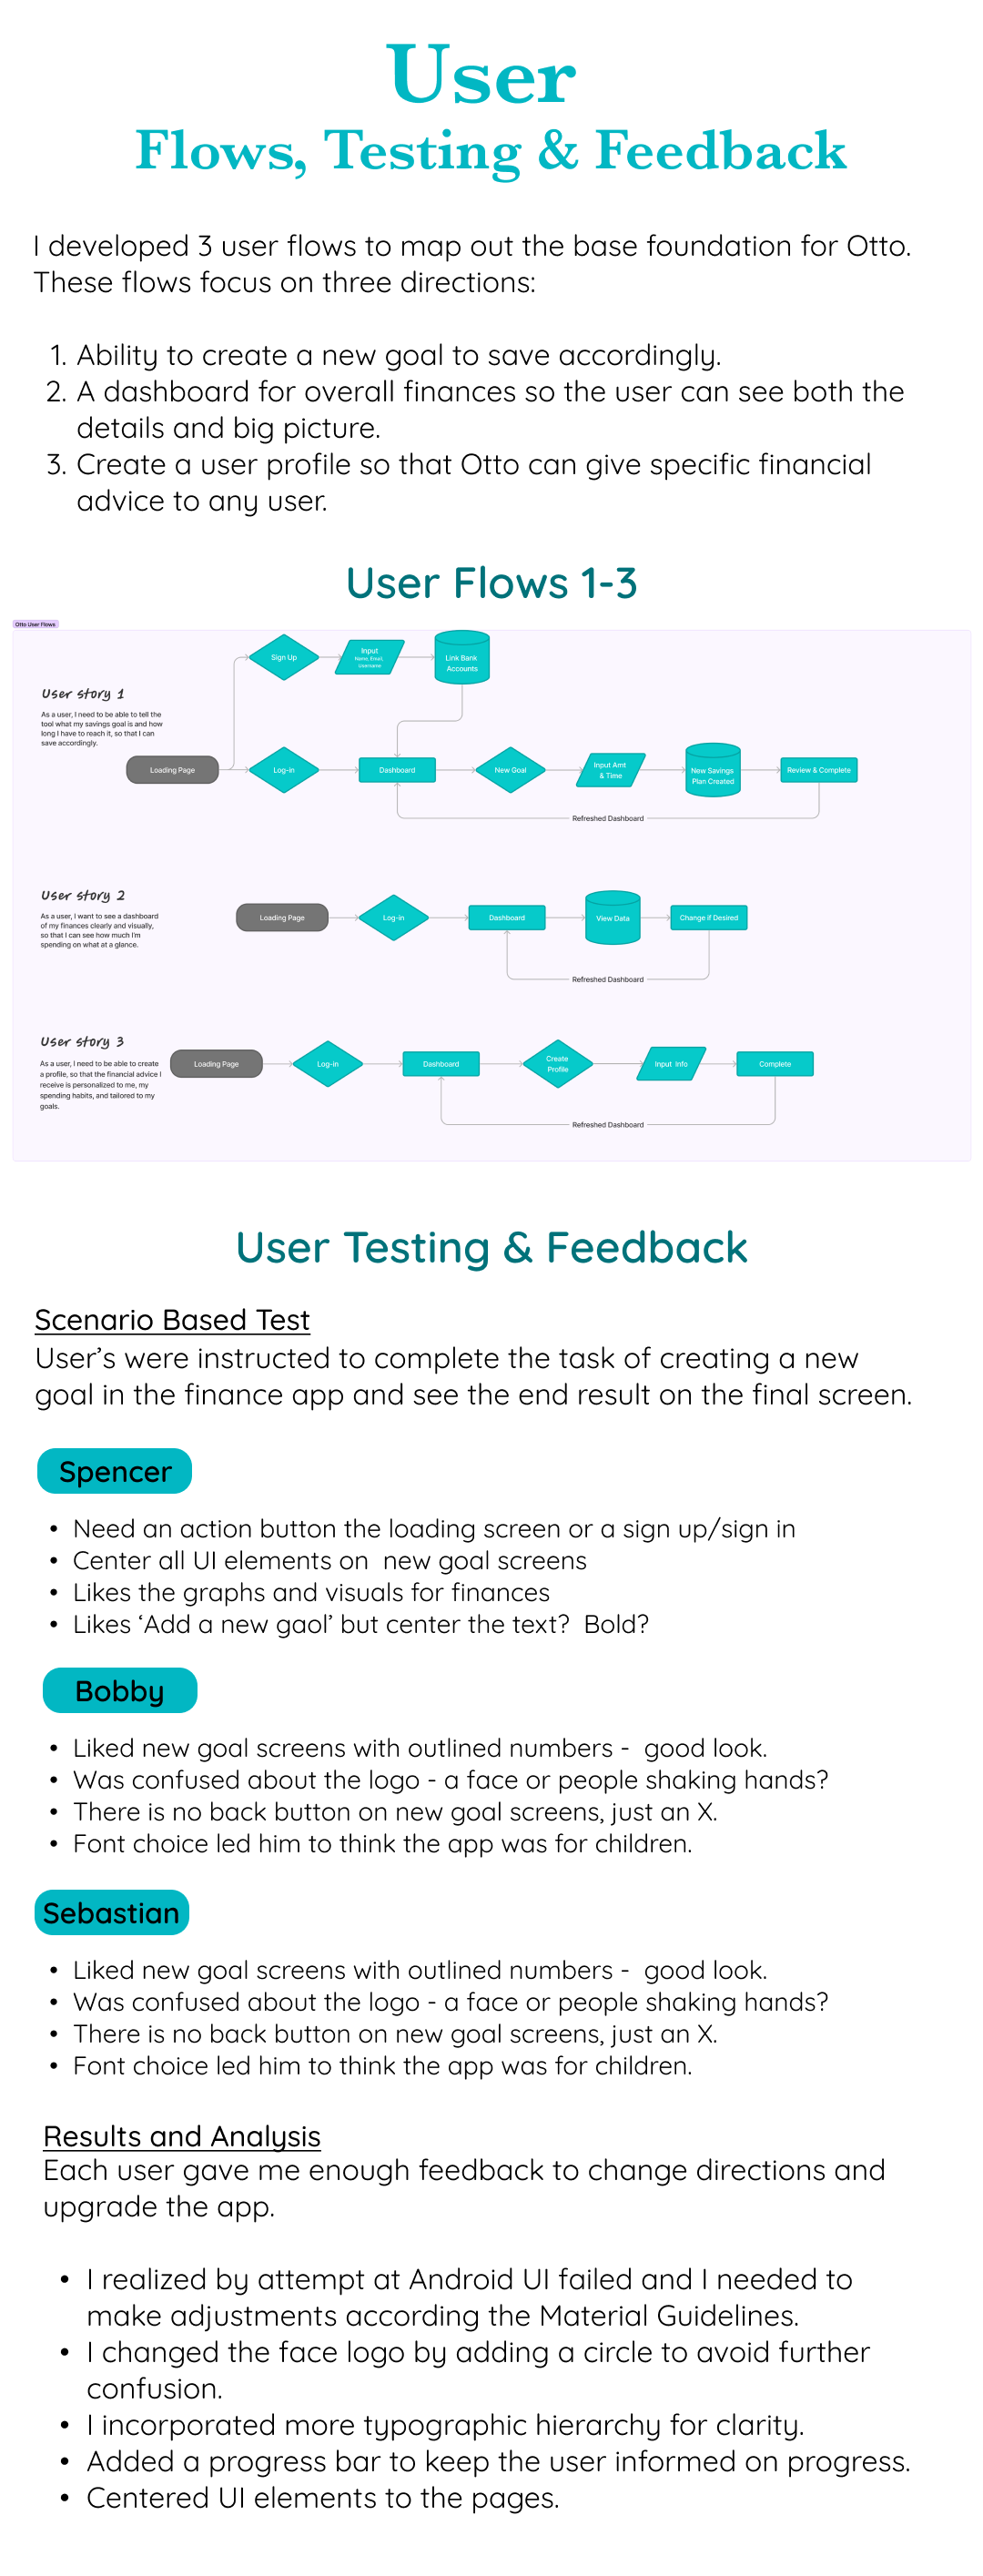 User
Flows, Testing & Feedback
I developed 3 user flows to map out the base foundation for Otto.
These flows focus on three directions:
1. Ability to create a new goal to save accordingly.
2. A dashboard for overall finances so the user can see both the
details and big picture.
3. Create a user profile so that Otto can give specific financial
advice to any user.
User Flows 1-3
Otto User Flows
Sign Up
Input
Name, Email,
Username
Link Bank
Accounts
User story 1
As a user, I need to be able to tell the
tool what my savings goal is and how
long I have to reach it, so that I can
save accordingly.
Loading Page
Log-in
Dashboard
New Goal
Input Amt
& Time
New Savings
Plan Created
Review & Complete
Refreshed Dashboard
User story 2
As a user, I want to see a dashboard
of my finances clearly and visually,
so that I can see how much I'm
spending on what at a glance.
Loading Page
Log-in
Dashboard
View Data
Change if Desired
Refreshed Dashboard
User story 3
As a user, I need to be able to create
a profile, so that the financial advice I
receive is personalized to me, my
spending habits, and tailored to my
goals.
Loading Page
Log-in
Dashboard
Create
Profile
Input Info
Complete
Refreshed Dashboard
User Testing & Feedback
Scenario Based Test
User's were instructed to complete the task of creating a new
goal in the finance app and see the end result on the final screen.
Spencer
• Need an action button the loading screen or a sign up/sign in
• Center all UI elements on new goal screens
• Likes the graphs and visuals for finances
• Likes 'Add a new gaol' but center the text? Bold?
Bobby
• Liked new goal screens with outlined numbers - good look.
• Was confused about the logo - a face or people shaking hands?
• There is no back button on new goal screens, just an X.
• Font choice led him to think the app was for children.
Sebastian
• Liked new goal screens with outlined numbers - good look.
• Was confused about the logo - a face or people shaking hands?
• There is no back button on new goal screens, just an X.
• Font choice led him to think the app was for children.
Results and Analysis
Each user gave me enough feedback to change directions and
upgrade the app.
• I realized by attempt at Android UI failed and I needed to
make adjustments according the Material Guidelines.
• I changed the face logo by adding a circle to avoid further
confusion.
• I incorporated more typographic hierarchy for clarity.
• Added a progress bar to keep the user informed on progress.
• Centered UI elements to the pages.